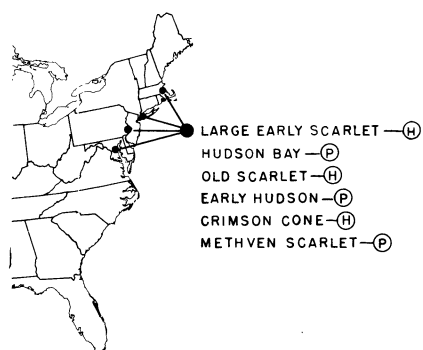 LARGE EARLY SCARLET — H
HUDSON BAY — P
OLD SCARLET — H
EARLY HUDSON — P
CRIMSON CONE — H
METHVEN SCARLET — P